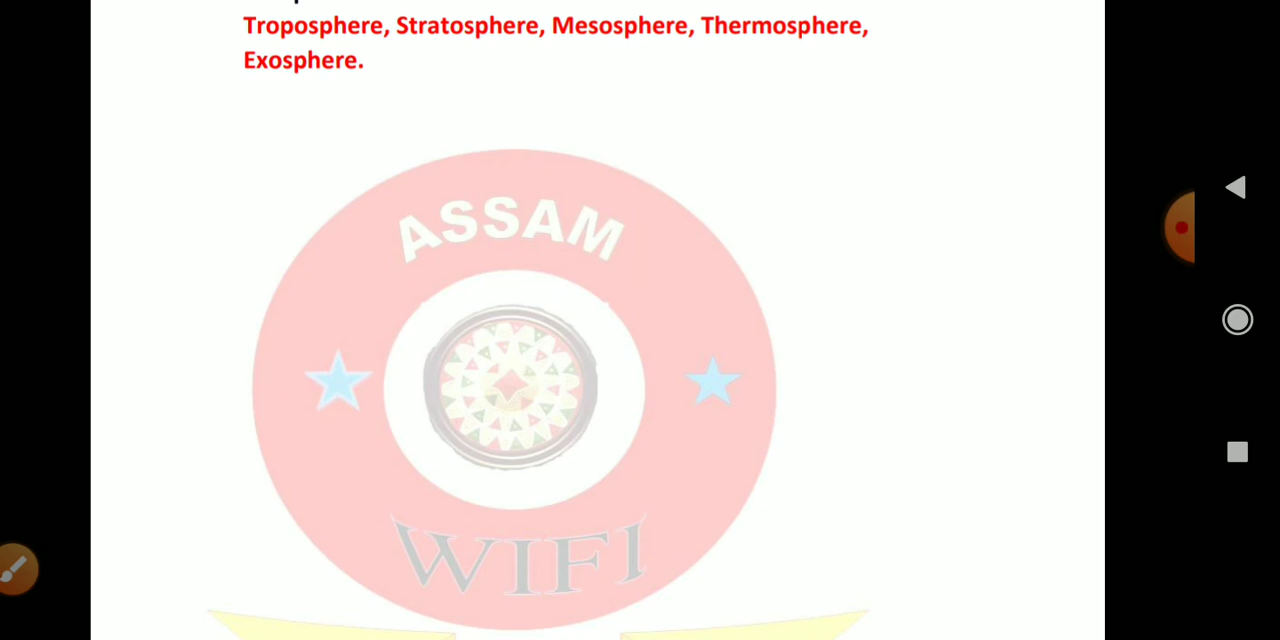 Troposphere, Stratosphere, Mesosphere, Thermosphere,
Exosphere.
ASSAM
WIFI